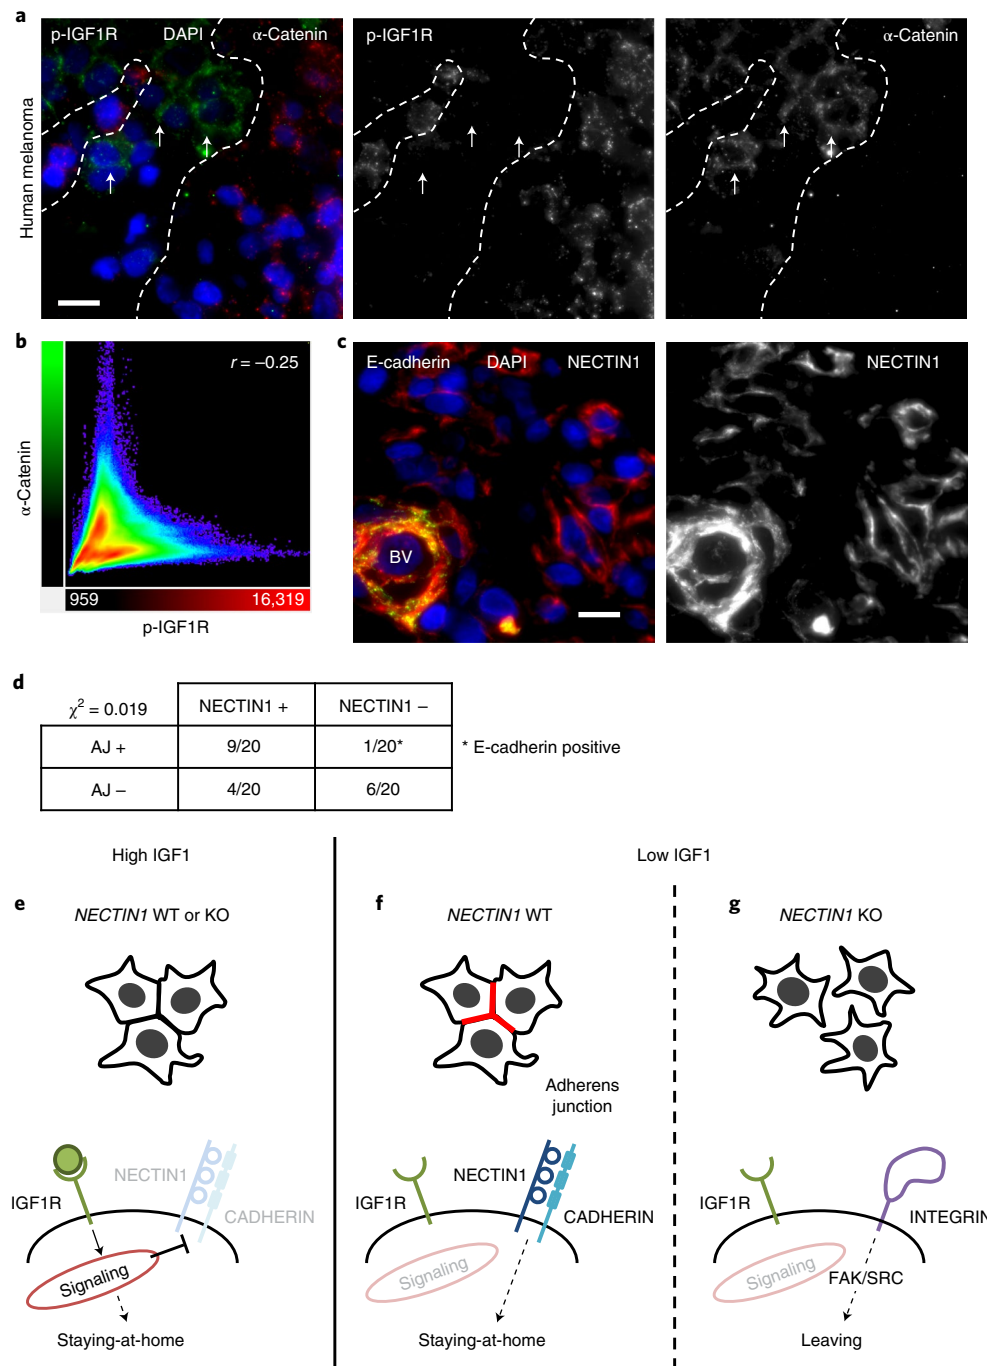 a
p-IGF1R DAPI α-Catenin
p-IGF1R
α-Catenin
Human melanoma
b
r = –0.25
α-Catenin
959 16,319
p-IGF1R
c
E-cadherin DAPI NECTIN1
NECTIN1
BV
d
χ² = 0.019 NECTIN1 + NECTIN1 –
AJ + 9/20 1/20* * E-cadherin positive
AJ – 4/20 6/20
High IGF1
Low IGF1
e
NECTIN1 WT or KO
IGF1R
NECTIN1
CADHERIN
Signaling
Staying-at-home
f
NECTIN1 WT
Adherens
junction
IGF1R
NECTIN1
CADHERIN
Signaling
Staying-at-home
g
NECTIN1 KO
IGF1R
INTEGRIN
Signaling
FAK/SRC
Leaving